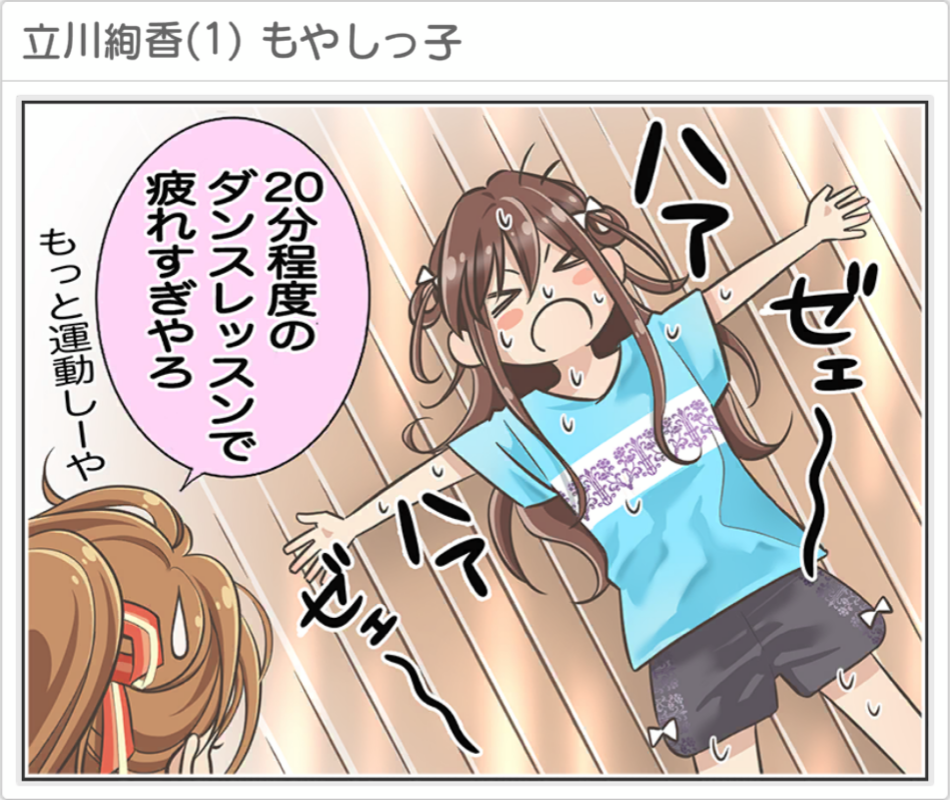 立川絢香(1) もやしっ子
20分程度の
ダンスレッスンで
疲れすぎやろ
もっと運動しーや
ハァ
ゼェ〜
ハァ
ゼェ〜